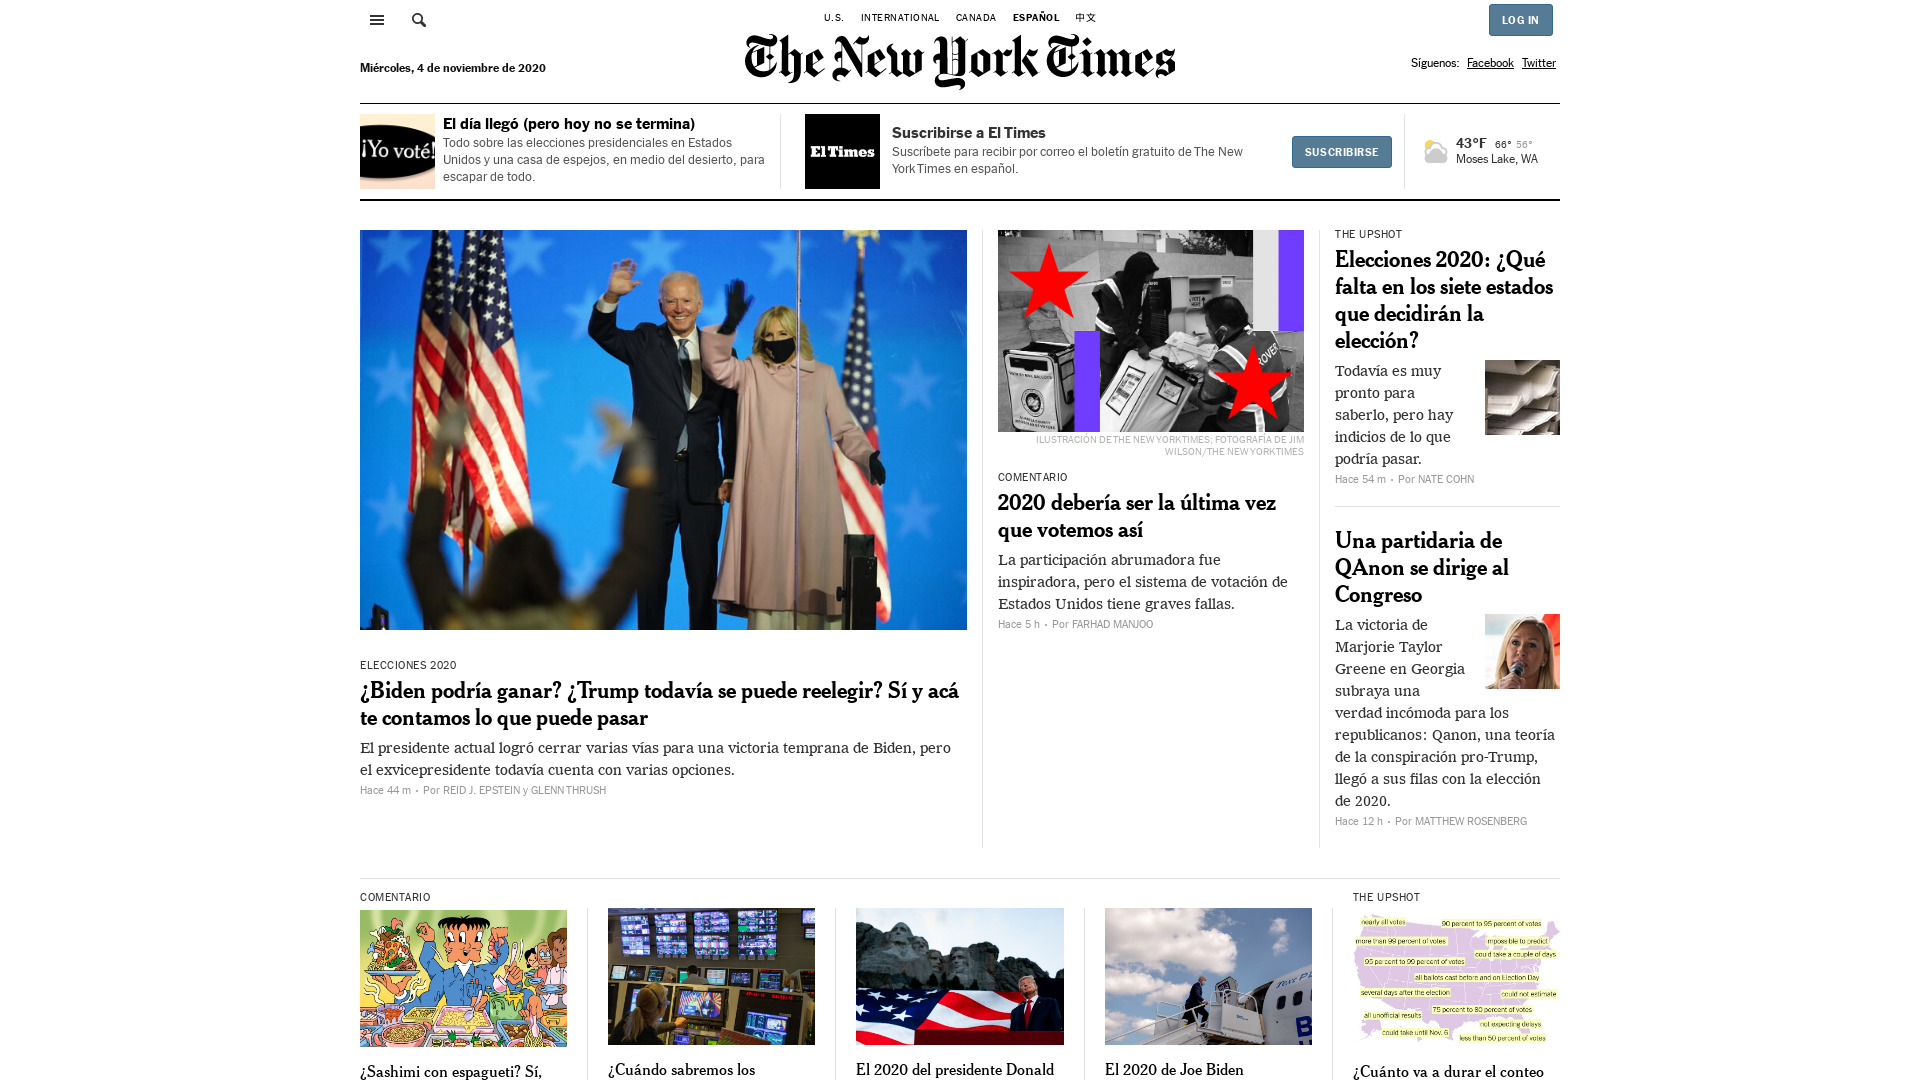 U.S. INTERNATIONAL CANADA ESPAÑOL 中文
LOG IN
Miércoles, 4 de noviembre de 2020
The New York Times
Síguenos: Facebook Twitter
¡Yo voté!
El día llegó (pero hoy no se termina)
Todo sobre las elecciones presidenciales en Estados
Unidos y una casa de espejos, en medio del desierto, para
escapar de todo.
El Times
Suscribirse a El Times
Suscríbete para recibir por correo el boletín gratuito de The New
York Times en español.
SUSCRIBIRSE
43°F 66° 56°
Moses Lake, WA
ELECCIONES 2020
¿Biden podría ganar? ¿Trump todavía se puede reelegir? Sí y acá
te contamos lo que puede pasar
El presidente actual logró cerrar varias vías para una victoria temprana de Biden, pero
el exvicepresidente todavía cuenta con varias opciones.
Hace 44 m • Por REID J. EPSTEIN y GLENN THRUSH
ILUSTRACIÓN DE THE NEW YORK TIMES; FOTOGRAFÍA DE JIM
WILSON/THE NEW YORK TIMES
COMENTARIO
2020 debería ser la última vez
que votemos así
La participación abrumadora fue
inspiradora, pero el sistema de votación de
Estados Unidos tiene graves fallas.
Hace 5 h • Por FARHAD MANJOO
THE UPSHOT
Elecciones 2020: ¿Qué
falta en los siete estados
que decidirán la
elección?
Todavía es muy
pronto para
saberlo, pero hay
indicios de lo que
podría pasar.
Hace 54 m • Por NATE COHN
Una partidaria de
QAnon se dirige al
Congreso
La victoria de
Marjorie Taylor
Greene en Georgia
subraya una
verdad incómoda para los
republicanos: Qanon, una teoría
de la conspiración pro-Trump,
llegó a sus filas con la elección
de 2020.
Hace 12 h • Por MATTHEW ROSENBERG
COMENTARIO
¿Sashimi con espagueti? Sí,
¿Cuándo sabremos los
El 2020 del presidente Donald
El 2020 de Joe Biden
THE UPSHOT
nearly all votes
90 percent to 95 percent of votes
more than 99 percent of votes
impossible to predict
could take a couple of days
95 percent to 99 percent of votes
all ballots cast before and on Election Day
several days after the election
could not estimate
75 percent to 80 percent of votes
all unofficial results
not expecting delays
could take until Nov. 6
less than 50 percent of votes
¿Cuánto va a durar el conteo